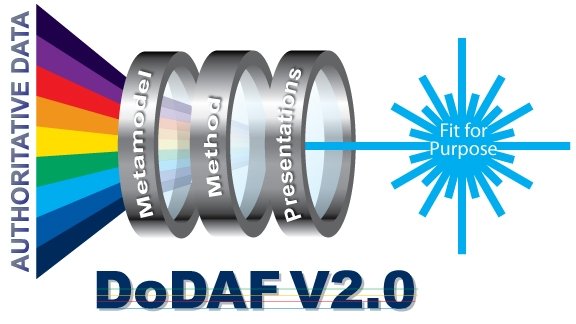 AUTHORITATIVE DATA
Metamodel
Method
Presentations
Fit for
Purpose
DoDAF V2.0